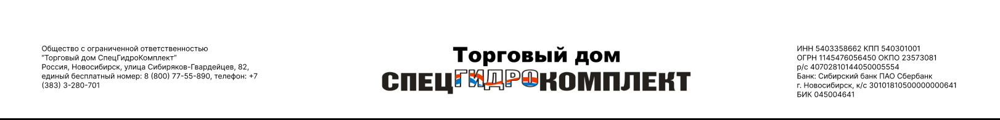 Общество с ограниченной ответственностью
“Торговый дом СпецГидроКомплект”
Россия, Новосибирск, улица Сибиряков-Гвардейцев, 82,
единый бесплатный номер: 8 (800) 77-55-890, телефон: +7
(383) 3-280-701
Торговый дом
СПЕЦГИДРОКОМПЛЕКТ
ИНН 5403358662 КПП 540301001
ОГРН 1145476056450 ОКПО 23573081
р/с 40702810144050005554
Банк: Сибирский банк ПАО Сбербанк
г. Новосибирск, к/с 30101810500000000641
БИК 045004641